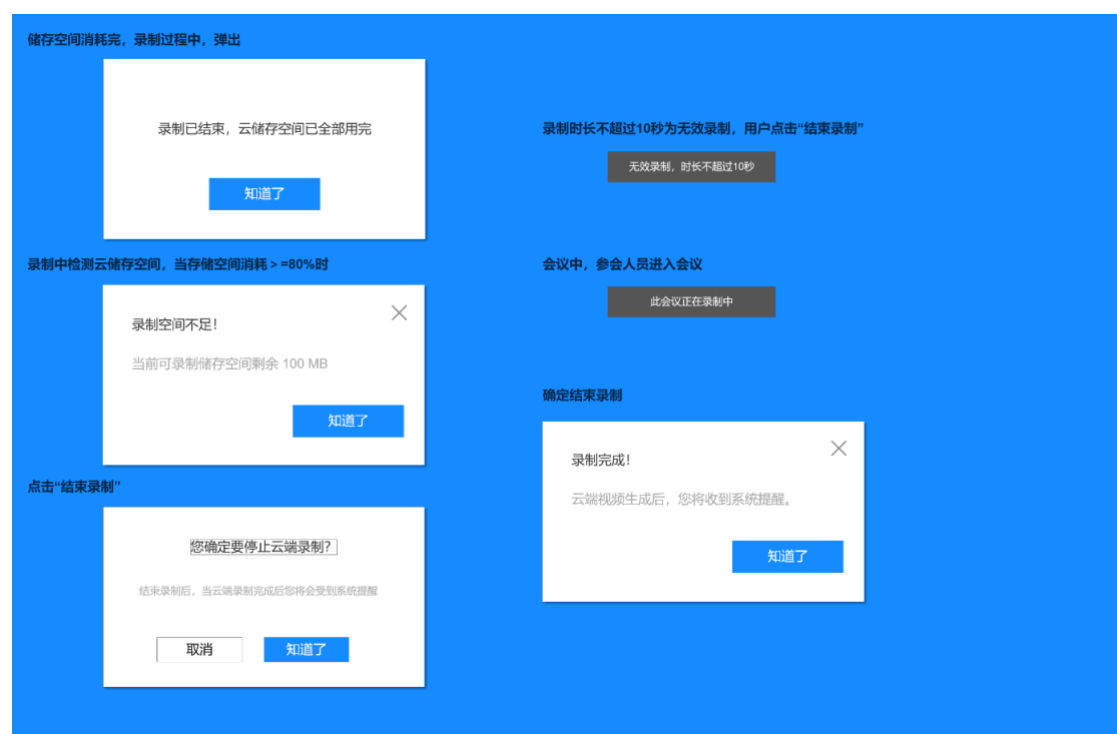 储存空间消耗完，录制过程中，弹出
录制已结束，云储存空间已全部用完
知道了
录制中检测云储存空间，当存储空间消耗＞=80%时
录制空间不足！
当前可录制储存空间剩余 100 MB
知道了
点击“结束录制”
您确定要停止云端录制？
结束录制后，当云端录制完成后您将会受到系统提醒
取消
知道了
录制时长不超过10秒为无效录制，用户点击“结束录制”
无效录制，时长不超过10秒
会议中，参会人员进入会议
此会议正在录制中
确定结束录制
录制完成！
云端视频生成后，您将收到系统提醒。
知道了